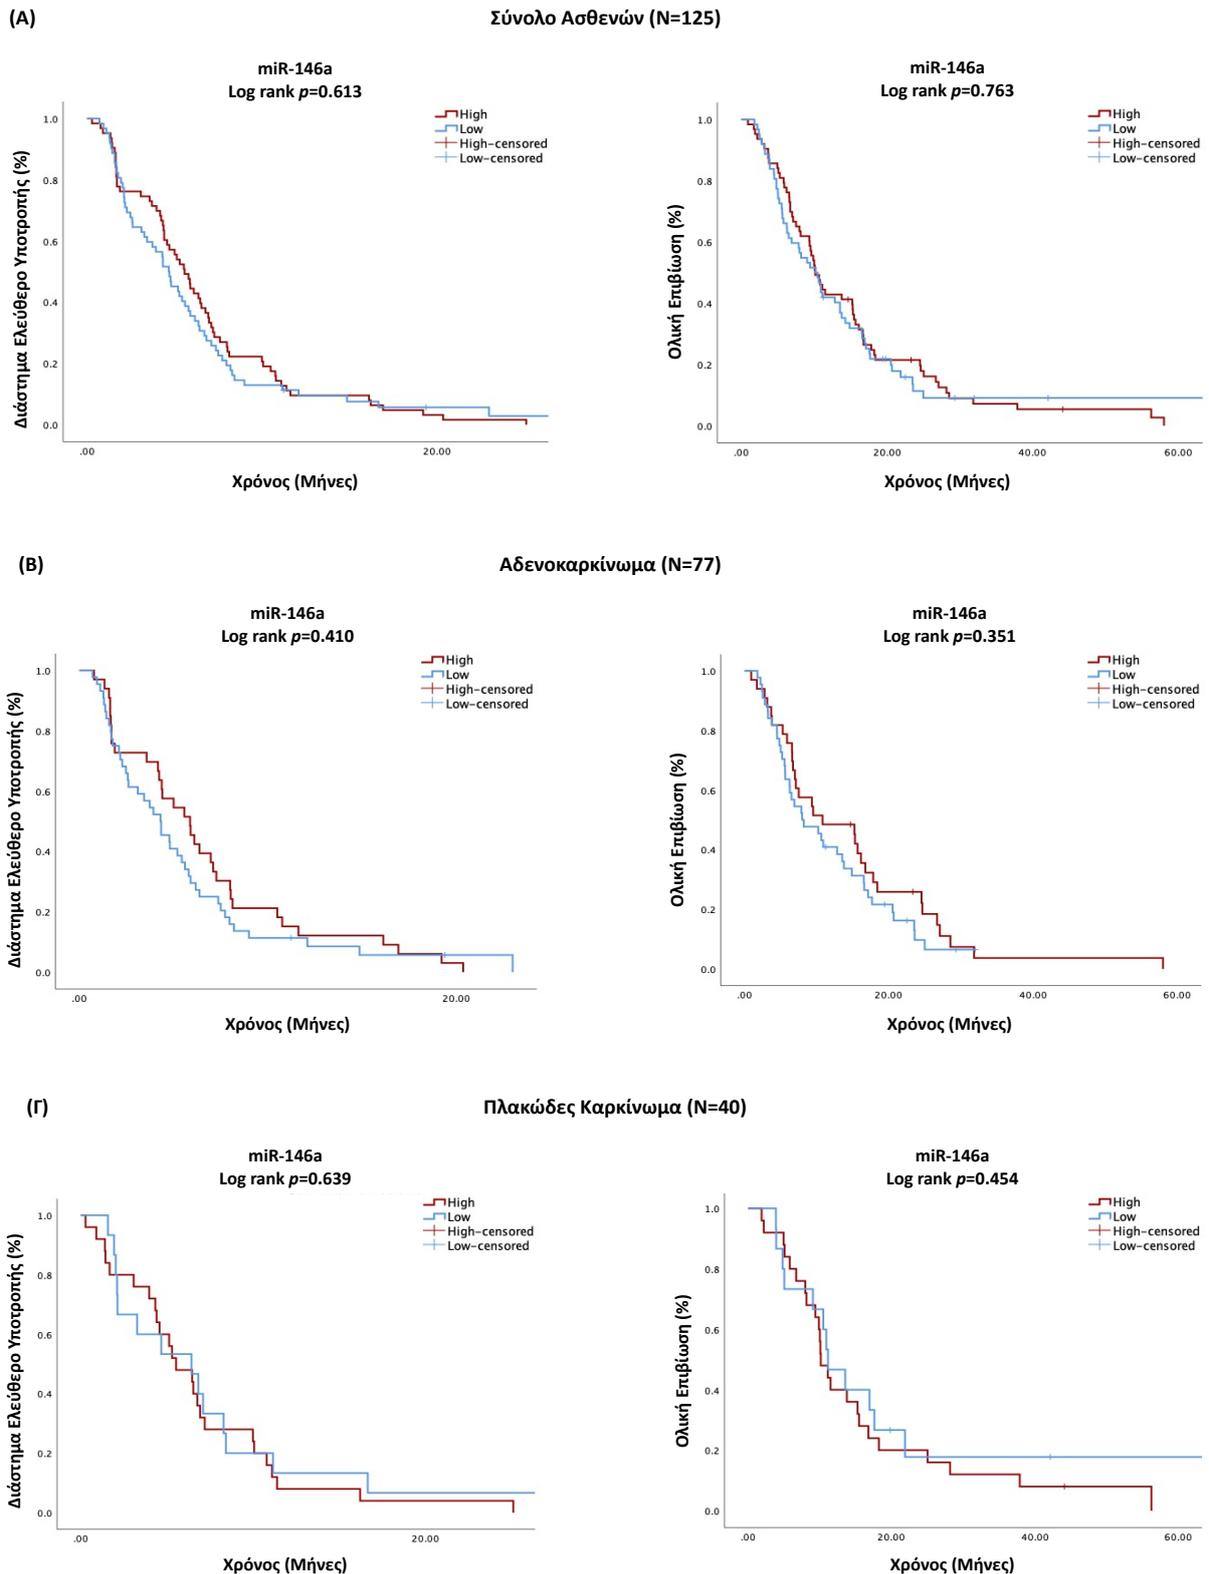 (Α) Σύνολο Ασθενών (N=125)
miR-146a
Log rank p=0.613
High
Low
High-censored
Low-censored
Διάστημα Ελεύθερο Υποτροπής (%)
1.0
0.8
0.6
0.4
0.2
0.0
.00 20.00
Χρόνος (Μήνες)
miR-146a
Log rank p=0.763
High
Low
High-censored
Low-censored
Ολική Επιβίωση (%)
1.0
0.8
0.6
0.4
0.2
0.0
.00 20.00 40.00 60.00
Χρόνος (Μήνες)
(Β) Αδενοκαρκίνωμα (N=77)
miR-146a
Log rank p=0.410
High
Low
High-censored
Low-censored
Διάστημα Ελεύθερο Υποτροπής (%)
1.0
0.8
0.6
0.4
0.2
0.0
.00 20.00
Χρόνος (Μήνες)
miR-146a
Log rank p=0.351
High
Low
High-censored
Low-censored
Ολική Επιβίωση (%)
1.0
0.8
0.6
0.4
0.2
0.0
.00 20.00 40.00 60.00
Χρόνος (Μήνες)
(Γ) Πλακώδες Καρκίνωμα (N=40)
miR-146a
Log rank p=0.639
High
Low
High-censored
Low-censored
Διάστημα Ελεύθερο Υποτροπής (%)
1.0
0.8
0.6
0.4
0.2
0.0
.00 20.00
Χρόνος (Μήνες)
miR-146a
Log rank p=0.454
High
Low
High-censored
Low-censored
Ολική Επιβίωση (%)
1.0
0.8
0.6
0.4
0.2
0.0
.00 20.00 40.00 60.00
Χρόνος (Μήνες)